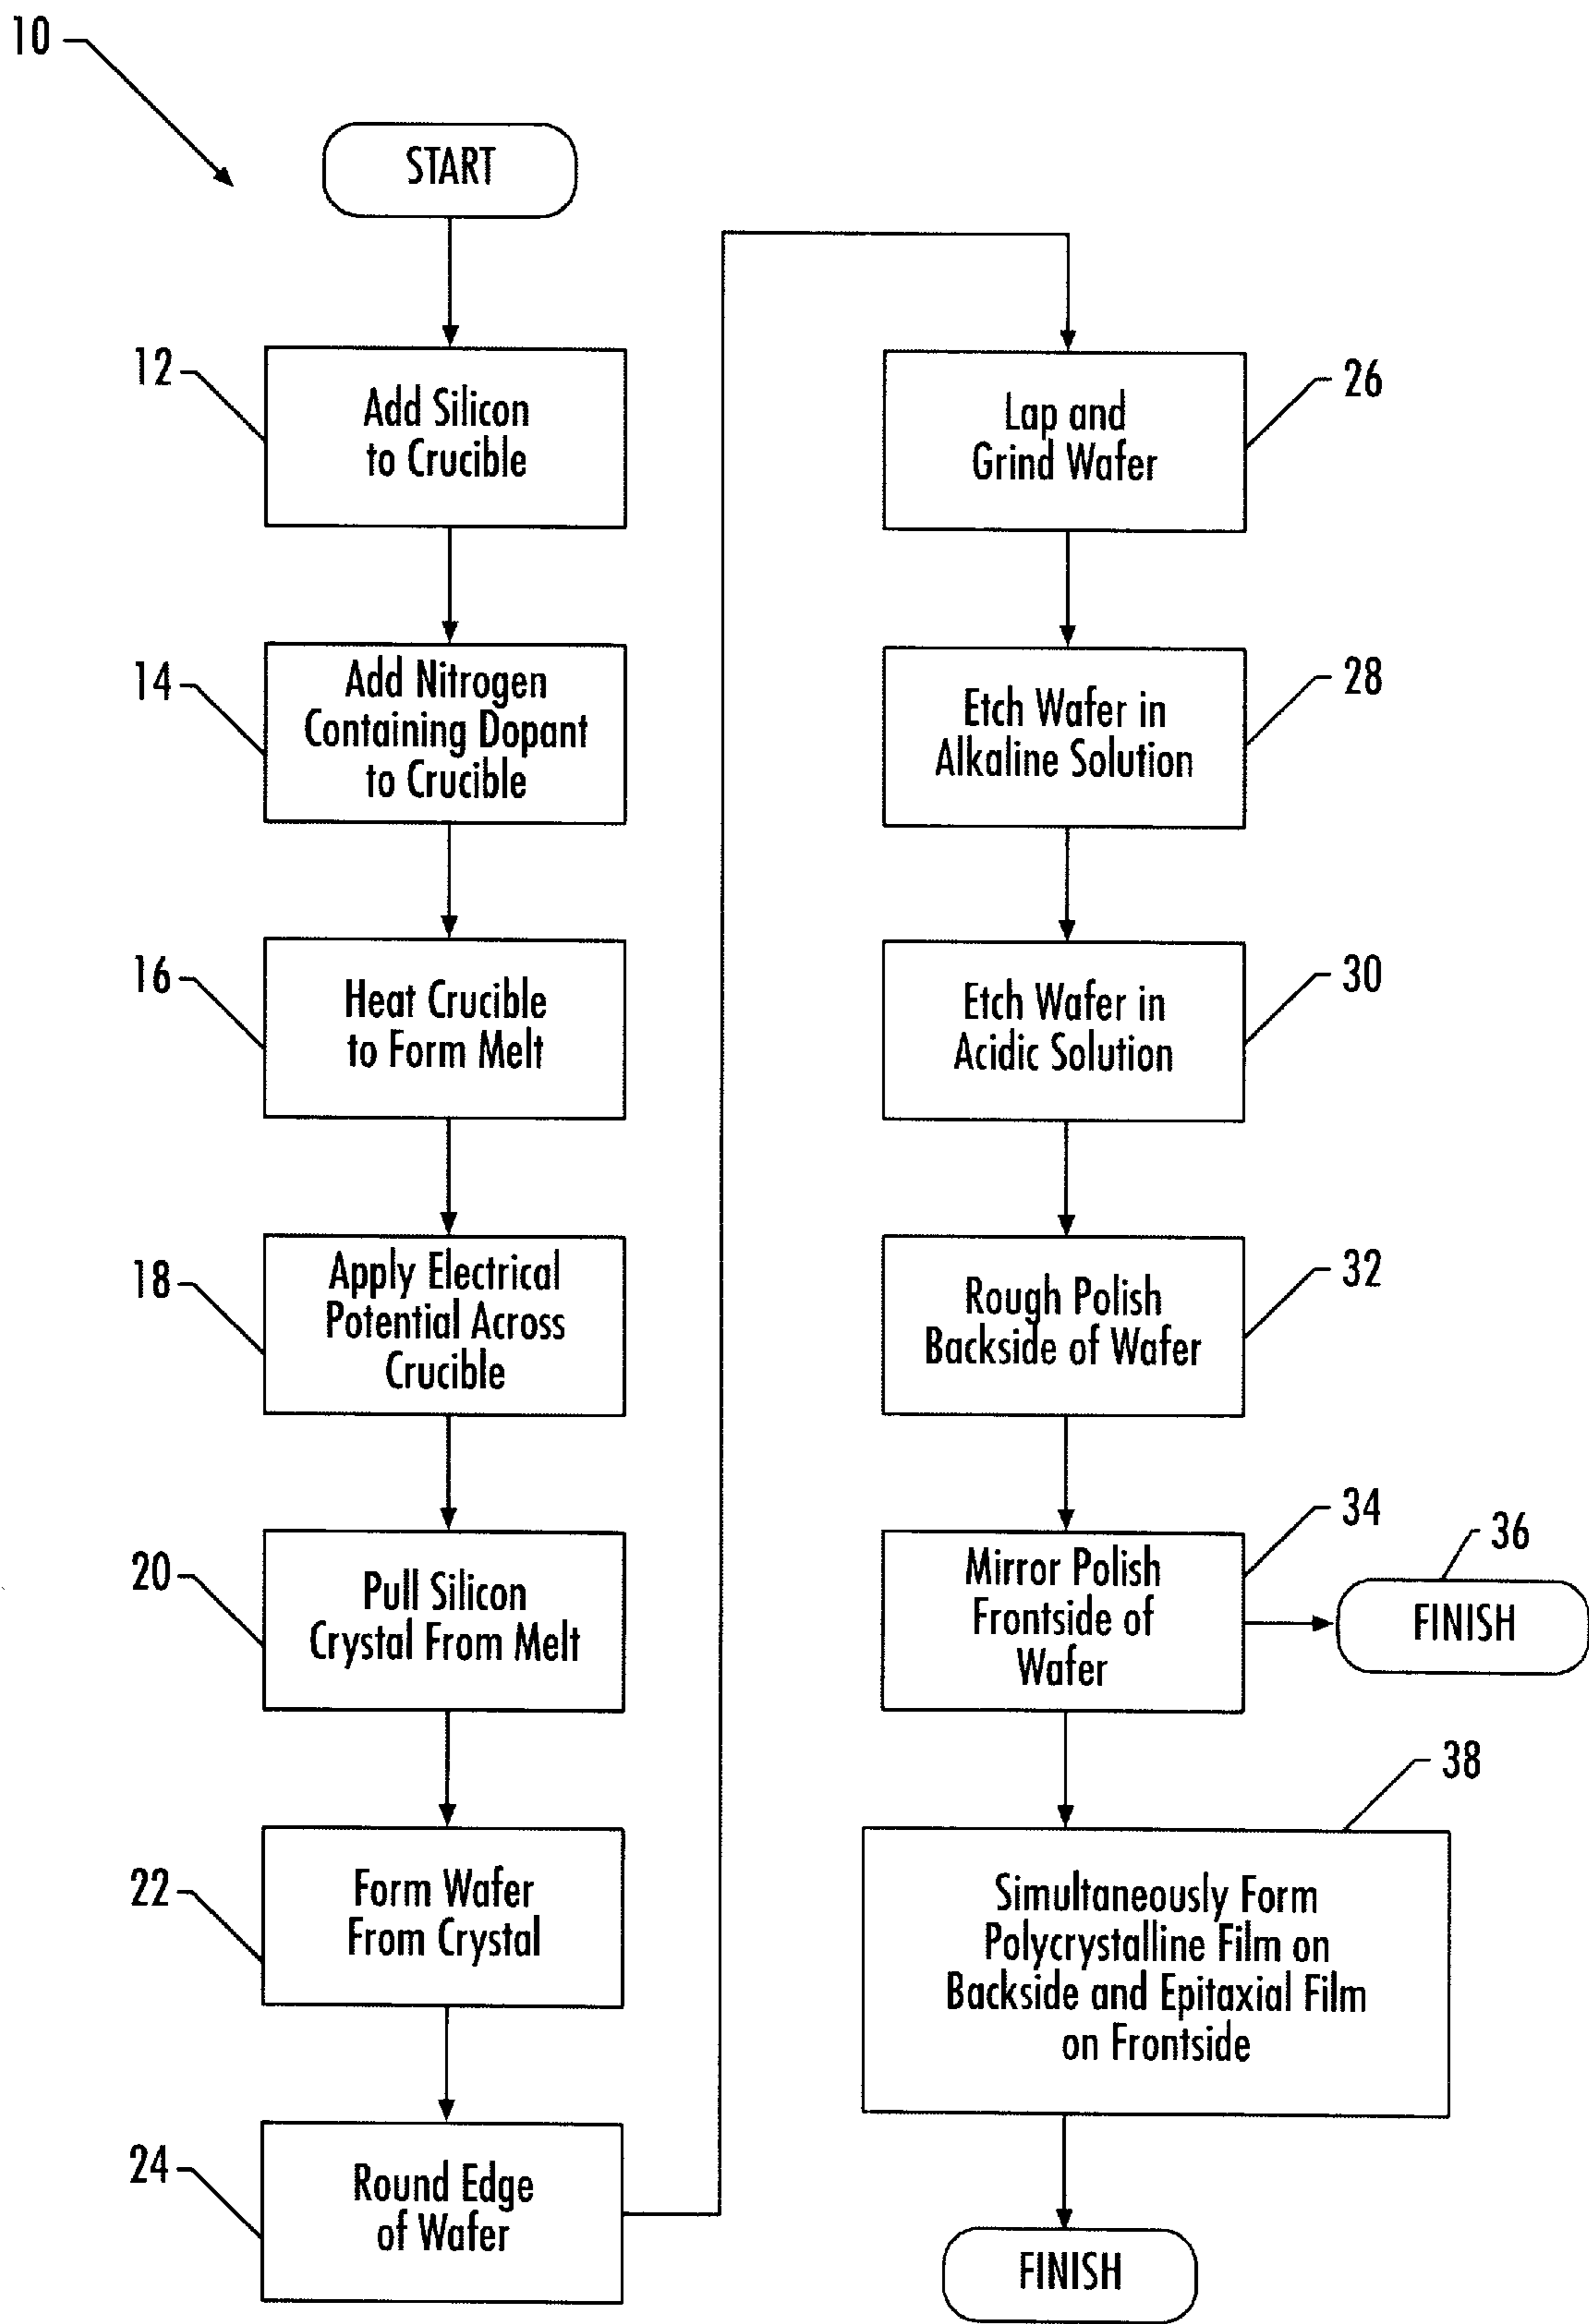 10
START
12
Add Silicon
to Crucible
14
Add Nitrogen
Containing Dopant
to Crucible
16
Heat Crucible
to Form Melt
18
Apply Electrical
Potential Across
Crucible
20
Pull Silicon
Crystal From Melt
22
Form Wafer
From Crystal
24
Round Edge
of Wafer
26
Lap and
Grind Wafer
28
Etch Wafer in
Alkaline Solution
30
Etch Wafer in
Acidic Solution
32
Rough Polish
Backside of Wafer
34
Mirror Polish
Frontside of
Wafer
36
FINISH
38
Simultaneously Form
Polycrystalline Film on
Backside and Epitaxial Film
on Frontside
FINISH